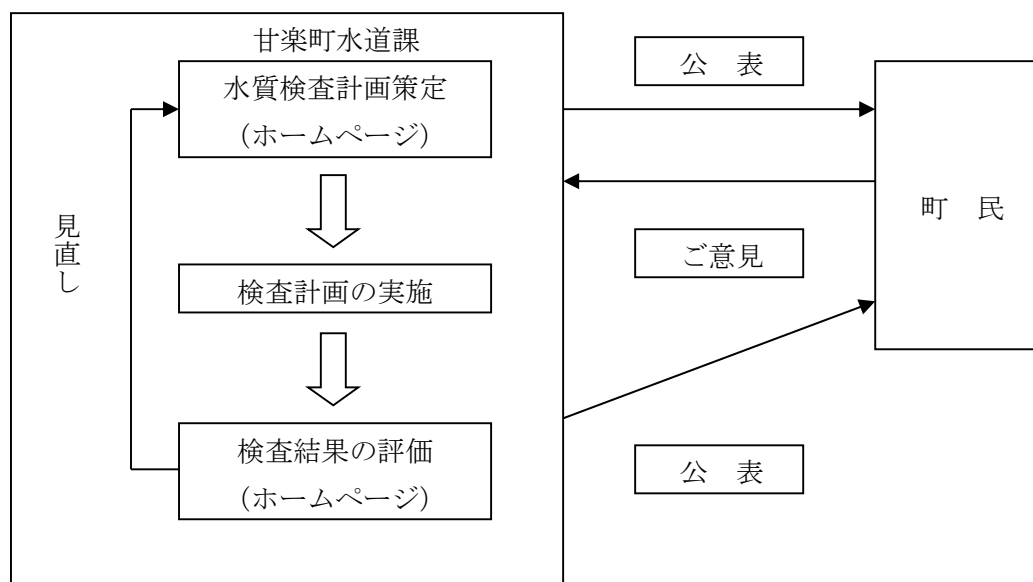 甘楽町水道課
水質検査計画策定
（ホームページ）
見直し
検査計画の実施
検査結果の評価
（ホームページ）
公　表
ご意見
公　表
町　民